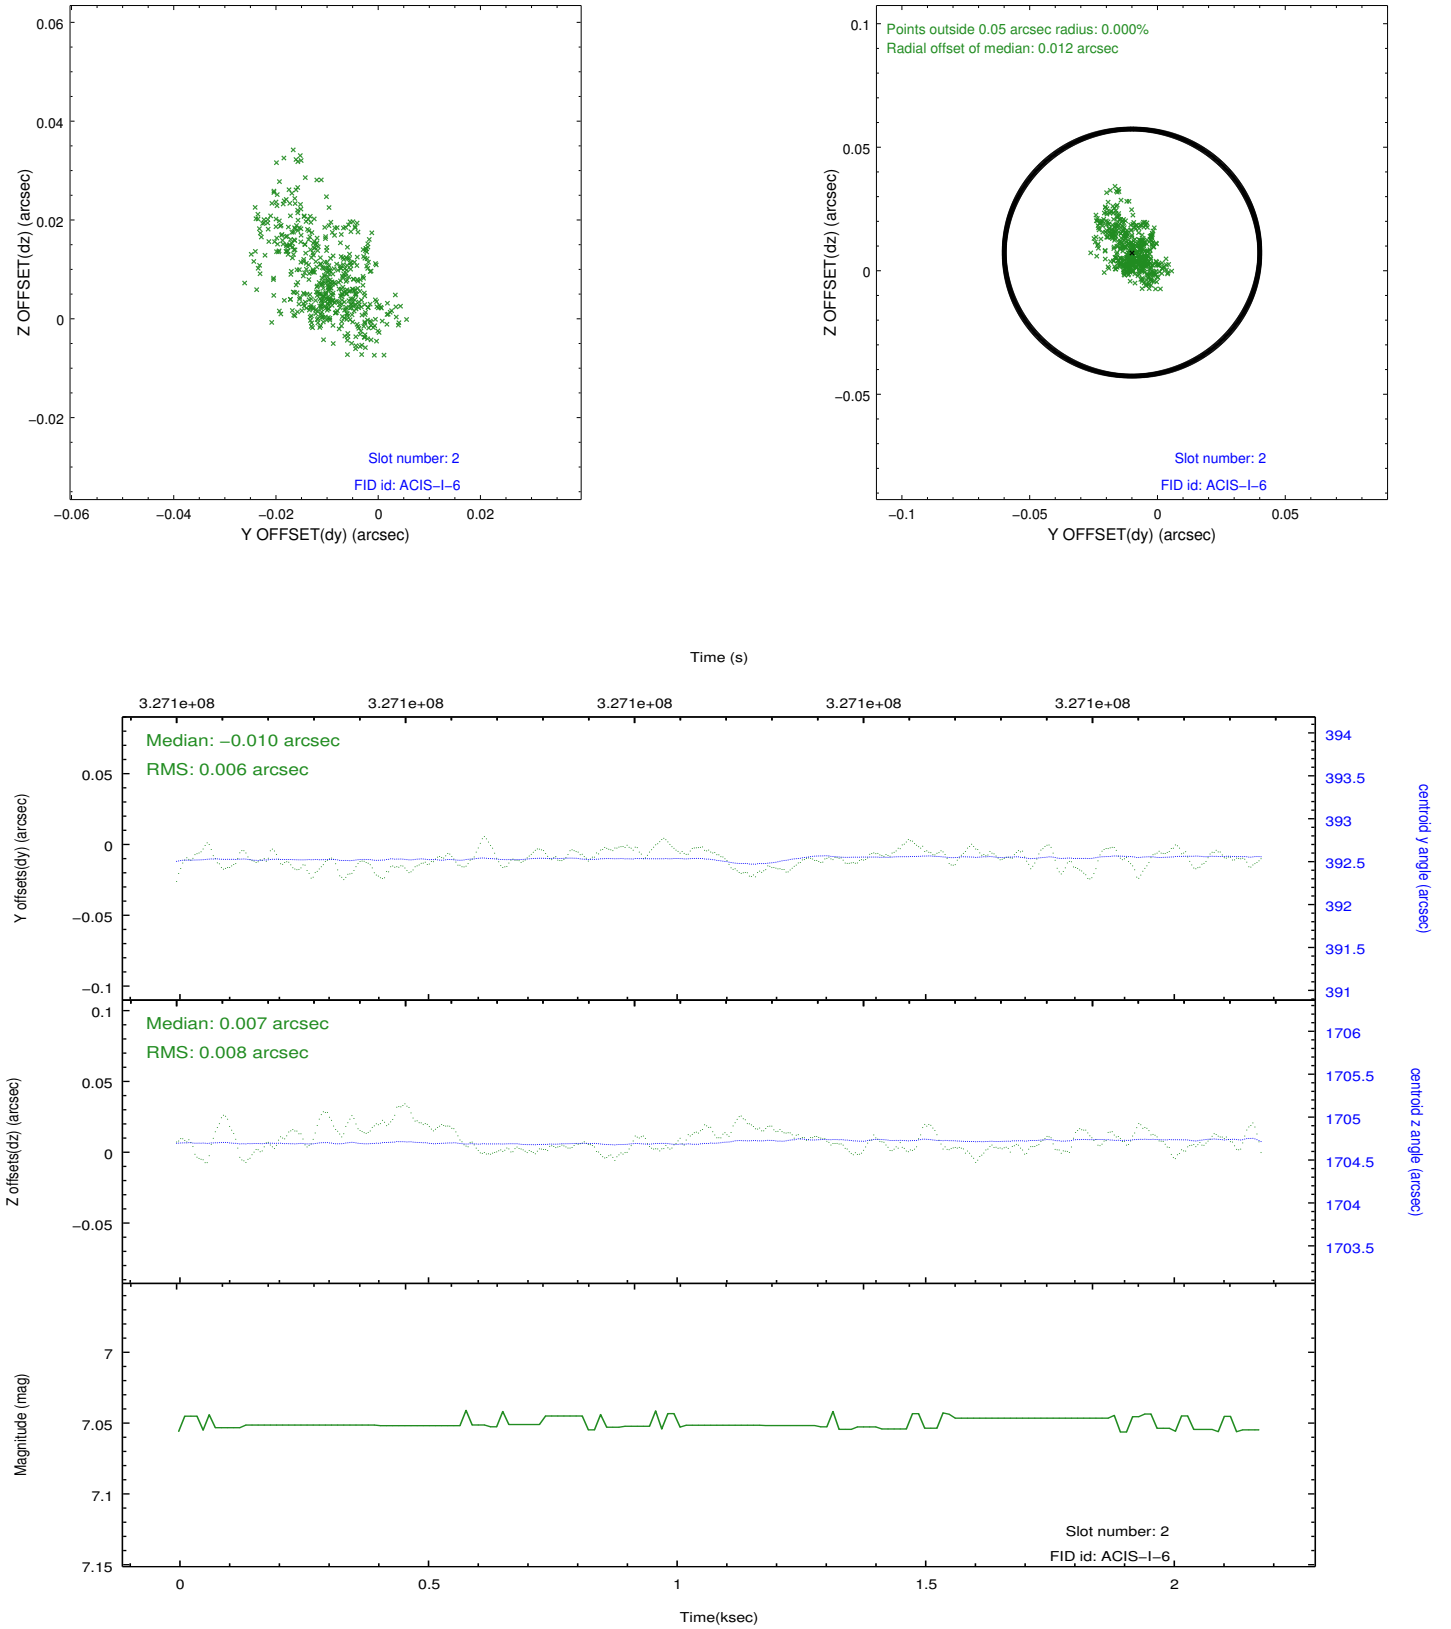 0.06
0.04
0.02
0
−0.02
Z OFFSET(dz) (arcsec)
Slot number: 2
FID id: ACIS−I−6
−0.06
−0.04
−0.02
0
0.02
Y OFFSET(dy) (arcsec)
Points outside 0.05 arcsec radius: 0.000%
Radial offset of median: 0.012 arcsec
0.1
0.05
0
−0.05
Z OFFSET(dz) (arcsec)
Slot number: 2
FID id: ACIS−I−6
−0.1
−0.05
0
0.05
Y OFFSET(dy) (arcsec)
Time (s)
3.271e+08
3.271e+08
3.271e+08
3.271e+08
3.271e+08
Median: −0.010 arcsec
RMS: 0.006 arcsec
0.05
0
−0.05
−0.1
Y offsets(dy) (arcsec)
394
393.5
393
392.5
392
391.5
391
centroid y angle (arcsec)
Median: 0.007 arcsec
RMS: 0.008 arcsec
0.1
0.05
0
−0.05
Z offsets(dz) (arcsec)
1706
1705.5
1705
1704.5
1704
1703.5
centroid z angle (arcsec)
7
7.05
7.1
7.15
Magnitude (mag)
Slot number: 2
FID id: ACIS−I−6
0
0.5
1
1.5
2
Time(ksec)